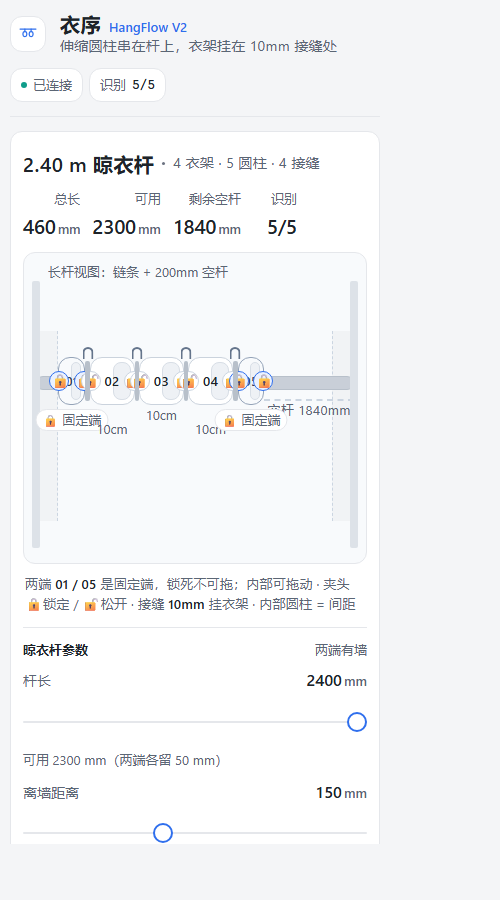 衣序 HangFlow V2
伸缩圆柱串在杆上，衣架挂在 10mm 接缝处
已连接 识别 5/5
2.40 m 晾衣杆 · 4 衣架 · 5 圆柱 · 4 接缝
总长 可用 剩余空杆 识别
460 mm 2300 mm 1840 mm 5/5
长杆视图：链条 + 200mm 空杆
02 03 04
空杆 1840mm
10cm
固定端 固定端
10cm 10cm
两端 01 / 05 是固定端，锁死不可拖；内部可拖动 · 夹头
🔒 锁定 / 🔓 松开 · 接缝 10mm 挂衣架 · 内部圆柱 = 间距
晾衣杆参数 两端有墙
杆长 2400 mm
可用 2300 mm（两端各留 50 mm）
离墙距离 150 mm